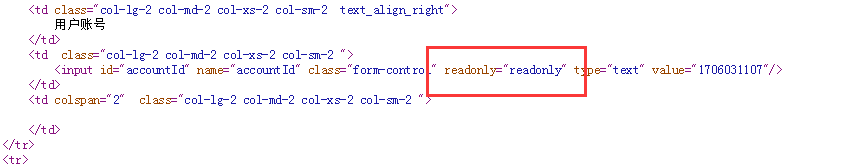 <td class="col-lg-2 col-md-2 col-xs-2 col-sm-2  text_align_right">
用户账号
</td>
<td  class="col-lg-2 col-md-2 col-xs-2 col-sm-2 ">
<input id="accountId" name="accountId" class="form-control" readonly="readonly" type="text" value="1706031107"/>
</td>
<td colspan="2"  class="col-lg-2 col-md-2 col-xs-2 col-sm-2 ">
</td>
</tr>
<tr>